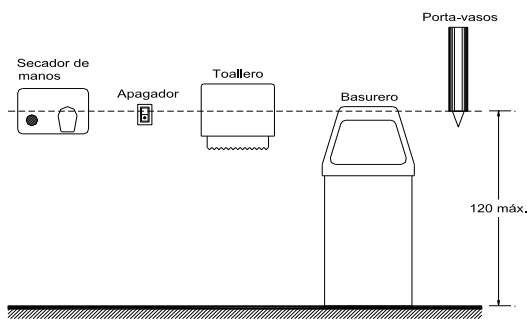 Porta-vasos
Secador de
manos
Apagador
Toallero
Basurero
120 máx.